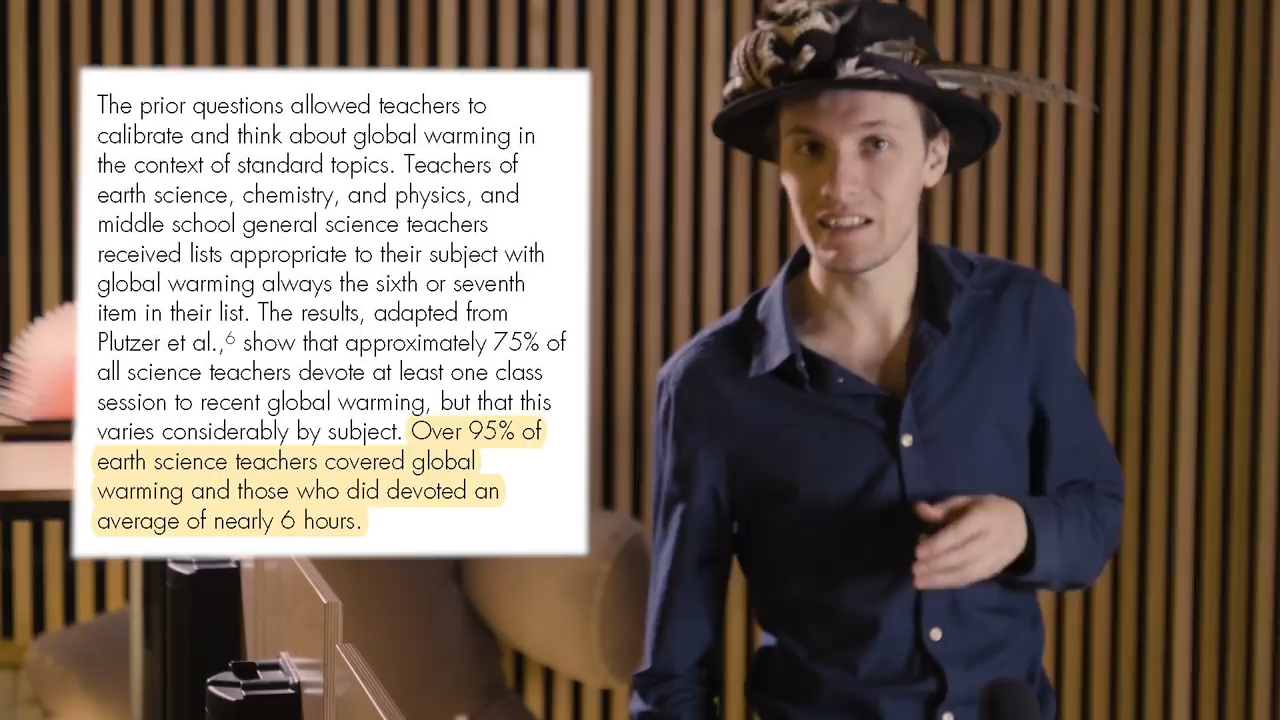 The prior questions allowed teachers to
calibrate and think about global warming in
the context of standard topics. Teachers of
earth science, chemistry, and physics, and
middle school general science teachers
received lists appropriate to their subject with
global warming always the sixth or seventh
item in their list. The results, adapted from
Plutzer et al.,⁶ show that approximately 75% of
all science teachers devote at least one class
session to recent global warming, but that this
varies considerably by subject. Over 95% of
earth science teachers covered global
warming and those who did devoted an
average of nearly 6 hours.